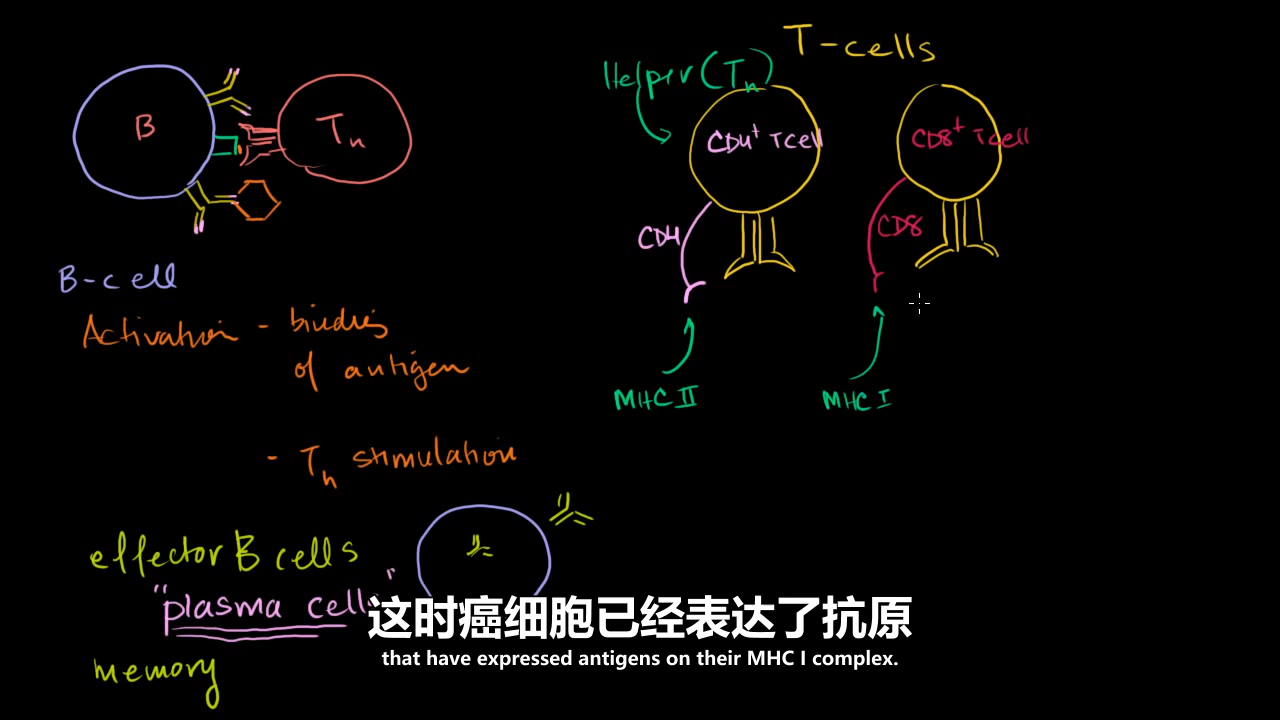 B
Tₕ
B-cell
Activation - binding
of antigen
- Tₕ stimulation
effector B cells
"plasma cells"
memory
T-cells
Helper (Tₕ)
CD4⁺ Tcell
CD8⁺ Tcell
CD4
CD8
MHC II
MHC I
这时癌细胞已经表达了抗原
that have expressed antigens on their MHC I complex.